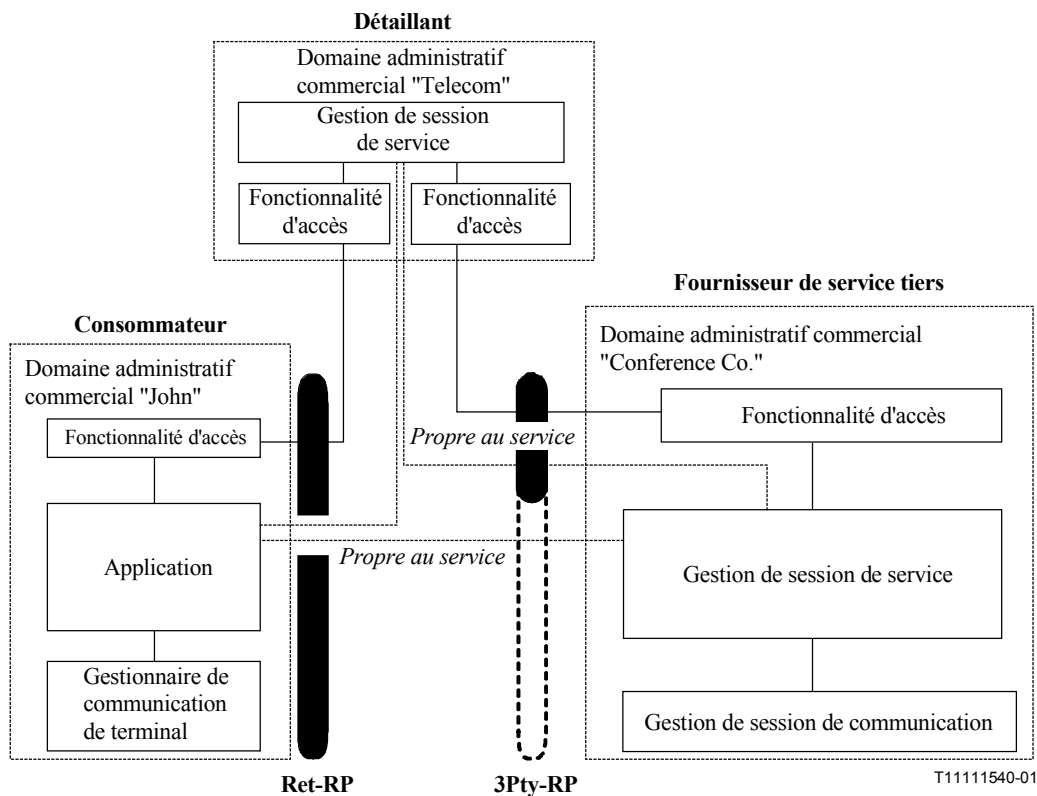 Détaillant
Domaine administratif
commercial "Telecom"
Gestion de session
de service
Fonctionnalité
d'accès
Fonctionnalité
d'accès
Fournisseur de service tiers
Domaine administratif commercial
"Conference Co."
Fonctionnalité d'accès
Gestion de session de service
Gestion de session de communication
Consommateur
Domaine administratif
commercial "John"
Fonctionnalité d'accès
Application
Gestionnaire de
communication
de terminal
Propre au service
Propre au service
Ret-RP
3Pty-RP
T11111540-01